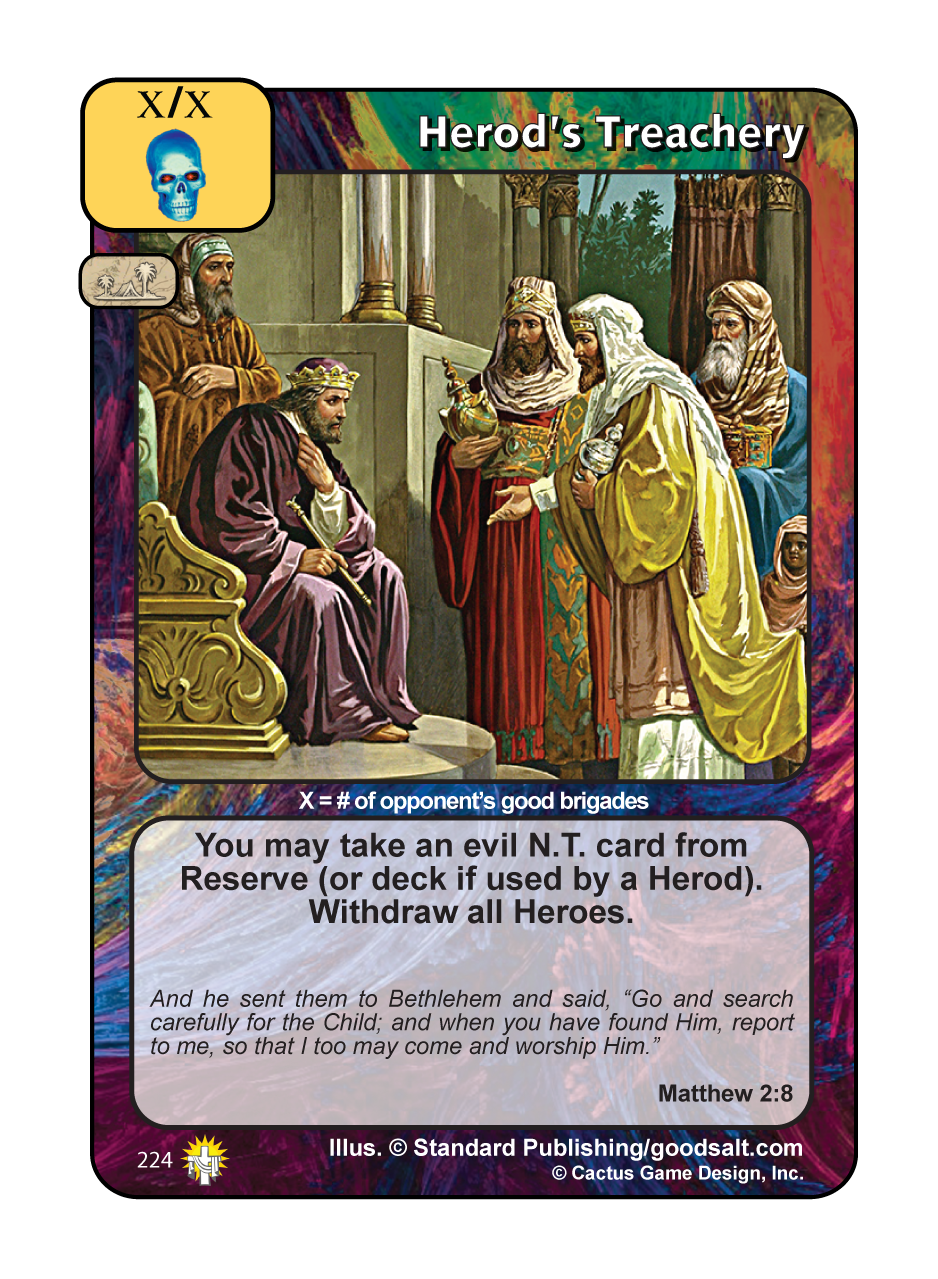 X/X
Herod's Treachery
X = # of opponent's good brigades
You may take an evil N.T. card from
Reserve (or deck if used by a Herod).
Withdraw all Heroes.
And he sent them to Bethlehem and said, “Go and search
carefully for the Child; and when you have found Him, report
to me, so that I too may come and worship Him.”
Matthew 2:8
224
Illus. © Standard Publishing/goodsalt.com
© Cactus Game Design, Inc.